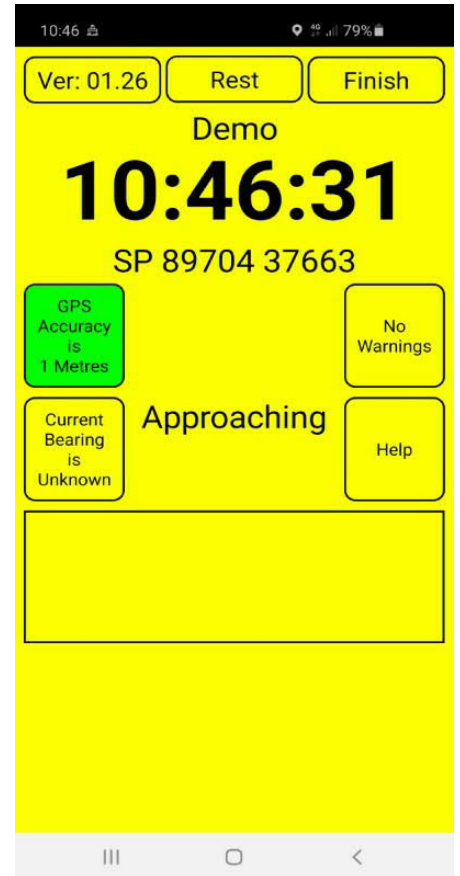 10:46 4G 79%
Ver: 01.26 Rest Finish
Demo
10:46:31
SP 89704 37663
GPS
Accuracy
is
1 Metres
No
Warnings
Current
Bearing
is
Unknown
Approaching
Help